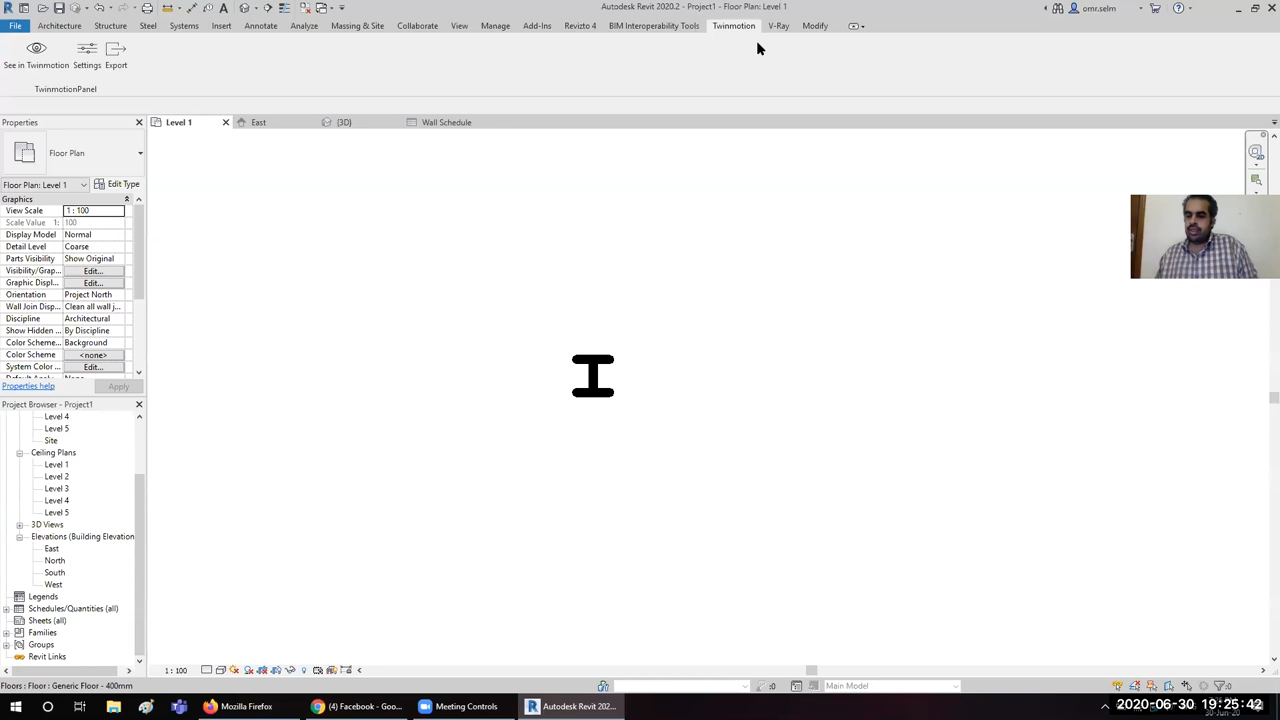 Autodesk Revit 2020.2 - Project1 - Floor Plan: Level 1
omr.selm
File Architecture Structure Steel Systems Insert Annotate Analyze Massing & Site Collaborate View Manage Add-Ins Revizto 4 BIM Interoperability Tools Twinmotion V-Ray Modify
See in Twinmotion Settings Export
TwinmotionPanel
Properties
Level 1 East {3D} Wall Schedule
Floor Plan
Floor Plan: Level 1 Edit Type
Graphics
View Scale 1 : 100
Scale Value 1: 100
Display Model Normal
Detail Level Coarse
Parts Visibility Show Original
Visibility/Grap... Edit...
Graphic Displ... Edit...
Orientation Project North
Wall Join Disp... Clean all wall j...
Discipline Architectural
Show Hidden ... By Discipline
Color Scheme... Background
Color Scheme <none>
System Color ... Edit...
Properties help Apply
Project Browser - Project1
Level 4
Level 5
Site
Ceiling Plans
Level 1
Level 2
Level 3
Level 4
Level 5
3D Views
Elevations (Building Elevation
East
North
South
West
Legends
Schedules/Quantities (all)
Sheets (all)
Families
Groups
Revit Links
1 : 100
Floors : Floor : Generic Floor - 400mm :0 Main Model :0
Mozilla Firefox (4) Facebook - Goo... Meeting Controls Autodesk Revit 202...
2020-06-30 19:25:42